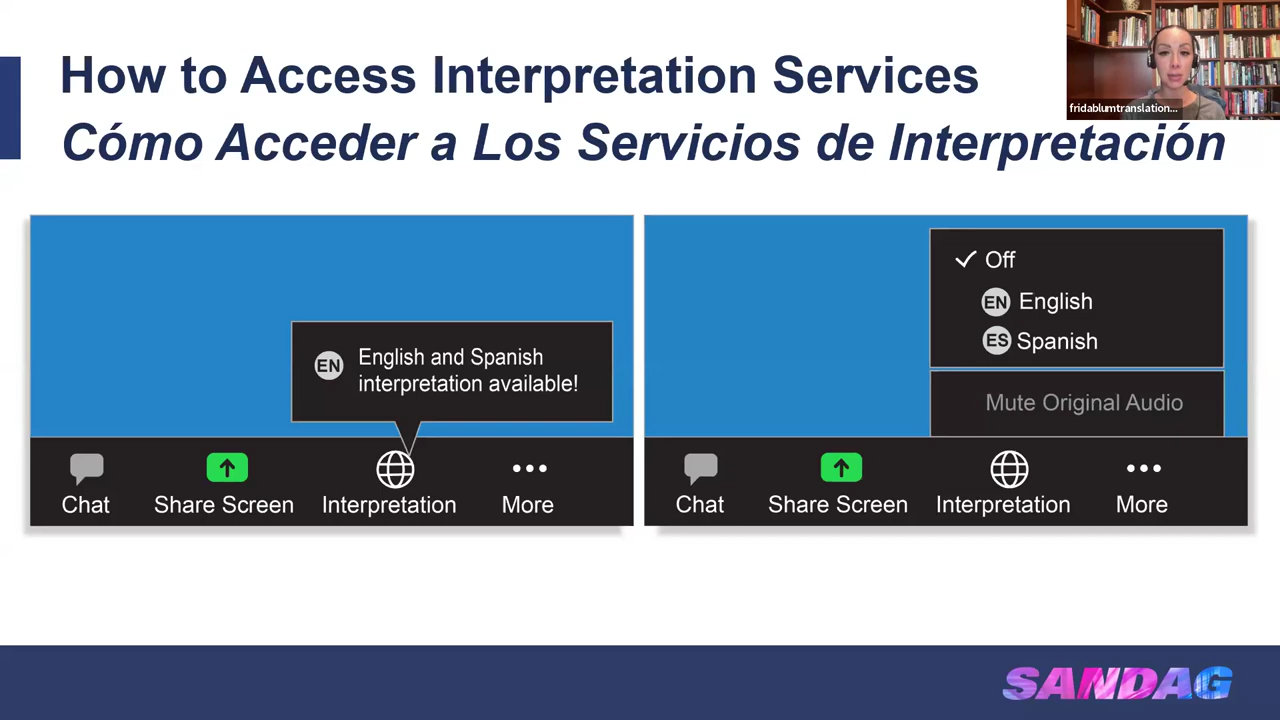 How to Access Interpretation Services
fridablumtranslation...
Cómo Acceder a Los Servicios de Interpretación
EN
English and Spanish
interpretation available!
Chat
Share Screen
Interpretation
More
Off
EN English
ES Spanish
Mute Original Audio
Chat
Share Screen
Interpretation
More
SANDAG